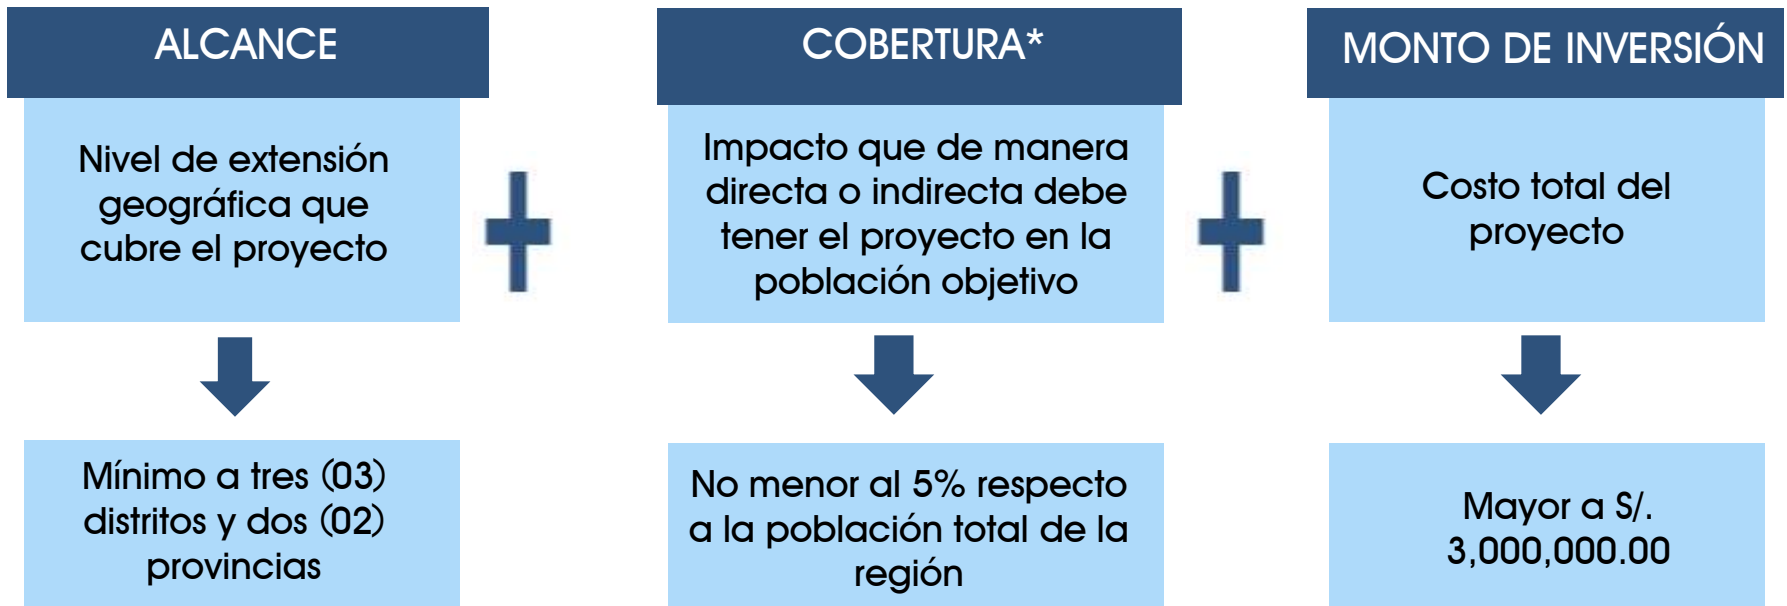 ALCANCE
Nivel de extensión
geográfica que
cubre el proyecto
Mínimo a tres (03)
distritos y dos (02)
provincias
COBERTURA*
Impacto que de manera
directa o indirecta debe
tener el proyecto en la
población objetivo
No menor al 5% respecto
a la población total de la
región
MONTO DE INVERSIÓN
Costo total del
proyecto
Mayor a S/.
3,000,000.00